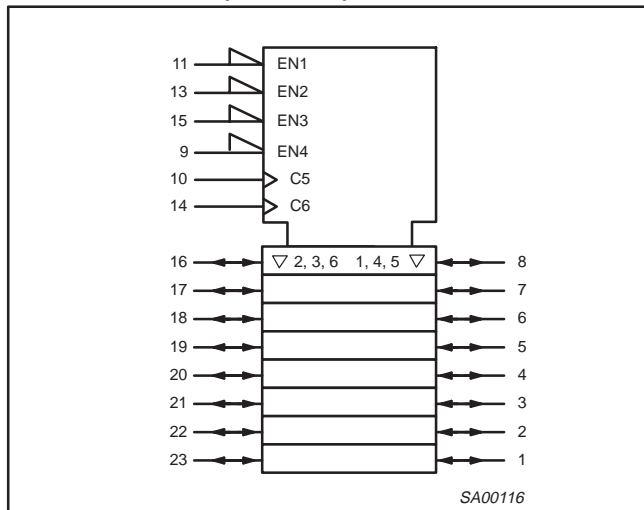 11 EN1
13 EN2
15 EN3
9 EN4
10 C5
14 C6
16 ▽ 2, 3, 6 1, 4, 5 ▽ 8
17 7
18 6
19 5
20 4
21 3
22 2
23 1
SA00116